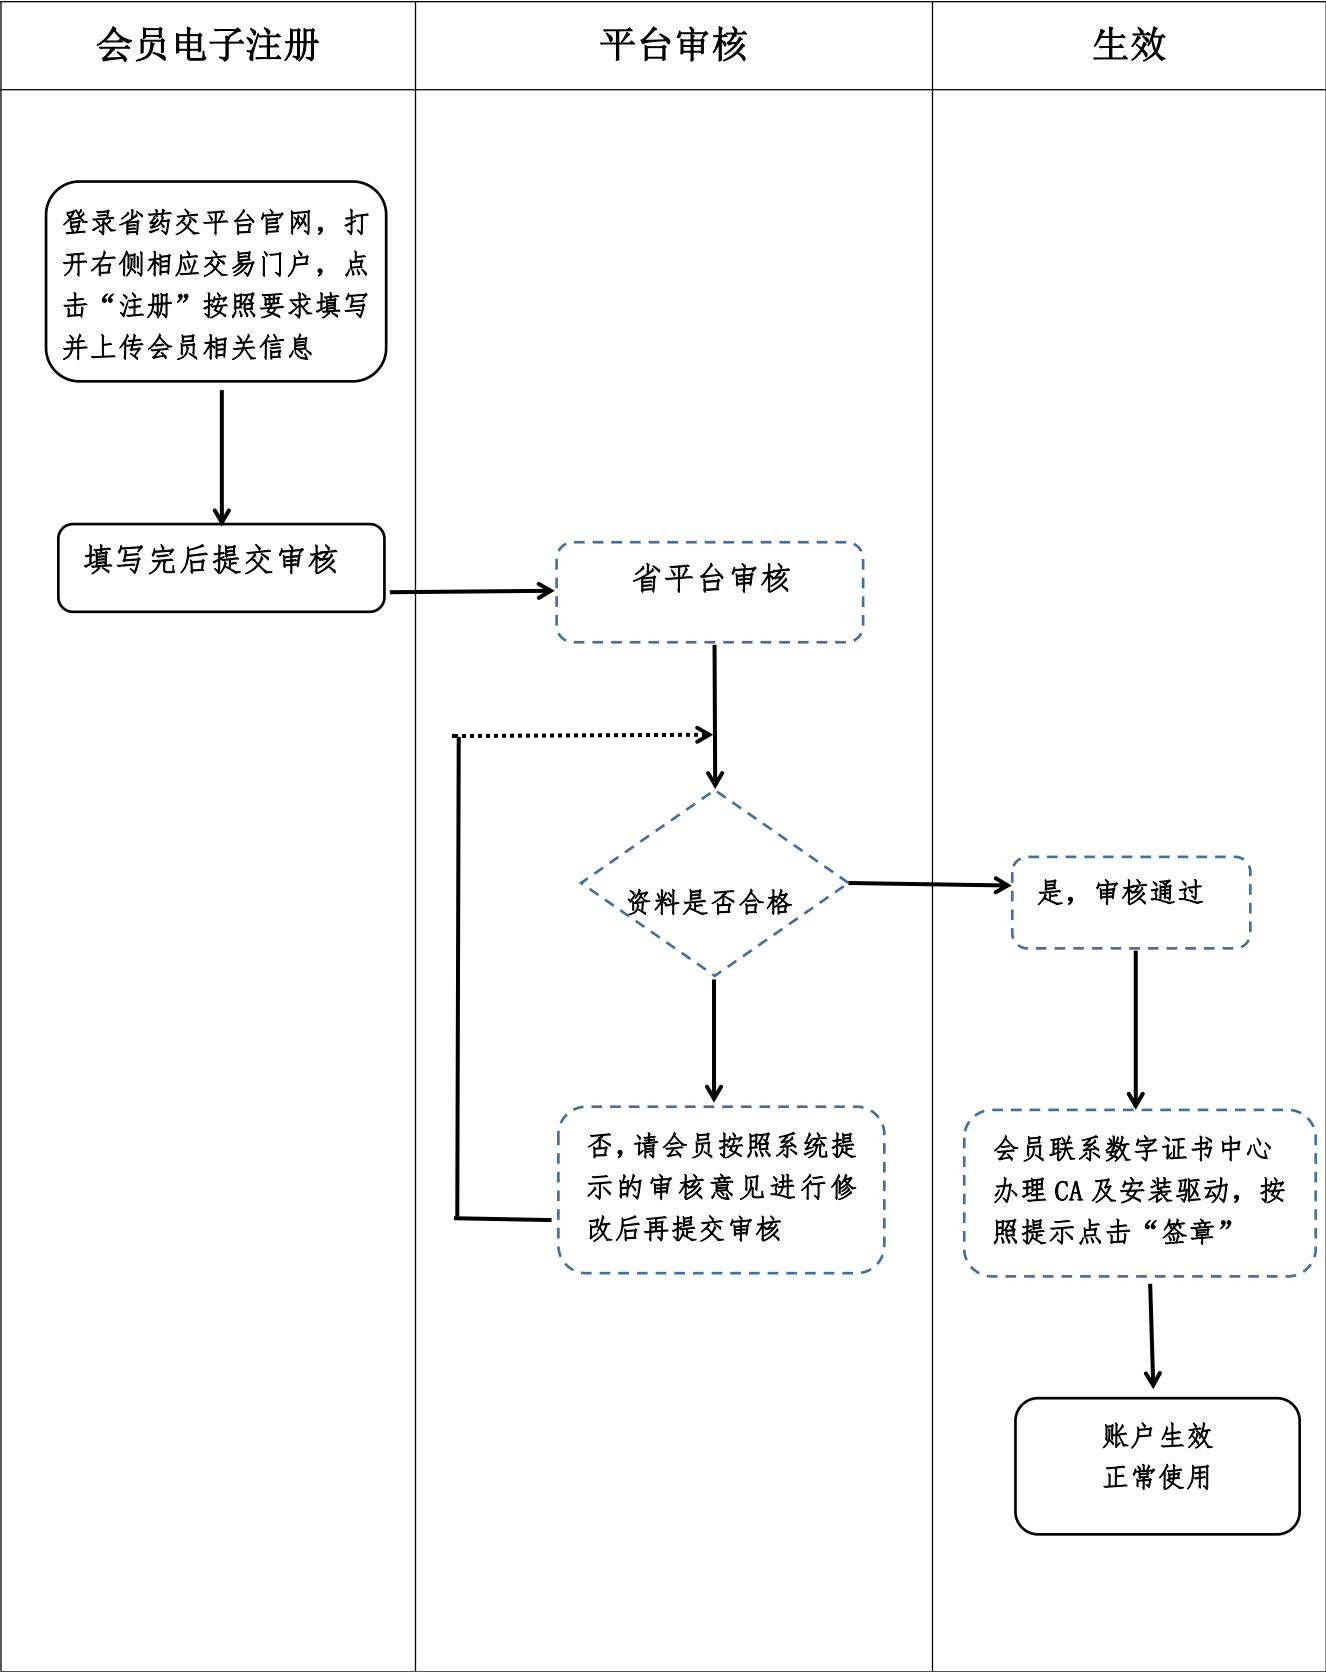 会员电子注册
平台审核
生效
登录省药交平台官网，打
开右侧相应交易门户，点
击“注册”按照要求填写
并上传会员相关信息
填写完后提交审核
省平台审核
资料是否合格
是，审核通过
否，请会员按照系统提
示的审核意见进行修
改后再提交审核
会员联系数字证书中心
办理 CA 及安装驱动，按
照提示点击“签章”
账户生效
正常使用